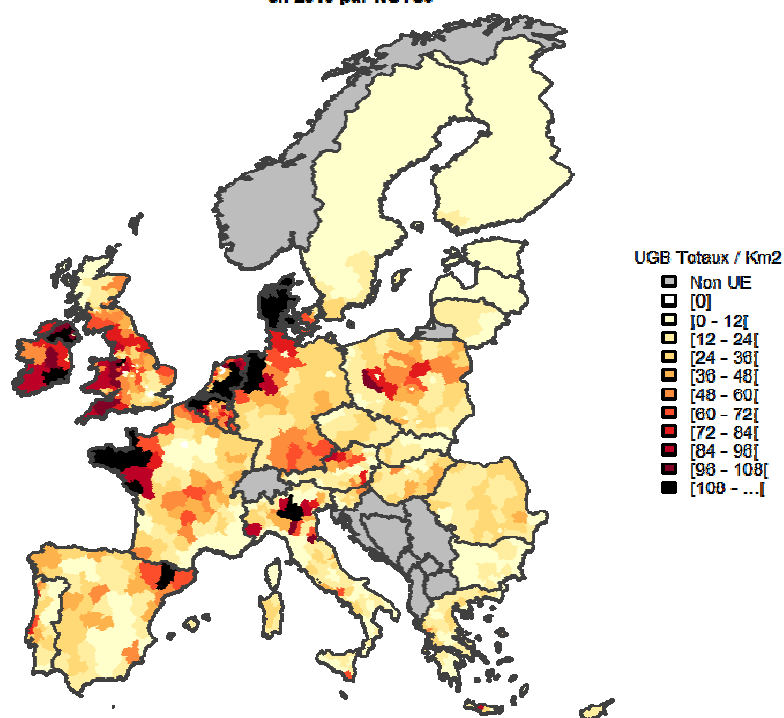 UGB Totaux / Km2
Non UE
[0]
]0 - 12[
[12 - 24[
[24 - 36[
[36 - 48[
[48 - 60[
[60 - 72[
[72 - 84[
[84 - 96[
[96 - 108[
[108 - ...[